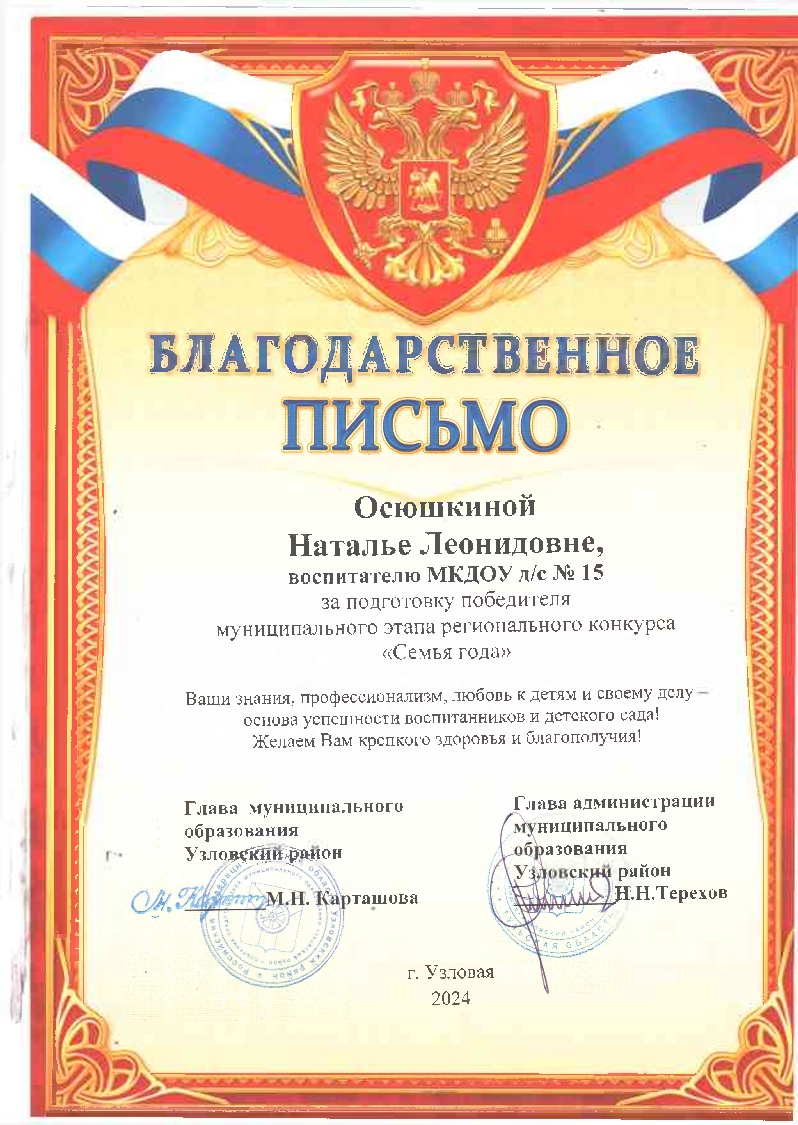 БЛАГОДАРСТВЕННОЕ
ПИСЬМО
Осюшкиной
Наталье Леонидовне,
воспитателю МКДОУ д/с № 15
за подготовку победителя
муниципального этапа регионального конкурса
«Семья года»
Ваши знания, профессионализм, любовь к детям и своему делу –
основа успешности воспитанников и детского сада!
Желаем Вам крепкого здоровья и благополучия!
Глава муниципального
образования
Узловский район
М.Н. Карташова
Глава администрации
муниципального
образования
Узловский район
Н.Н.Терехов
г. Узловая
2024